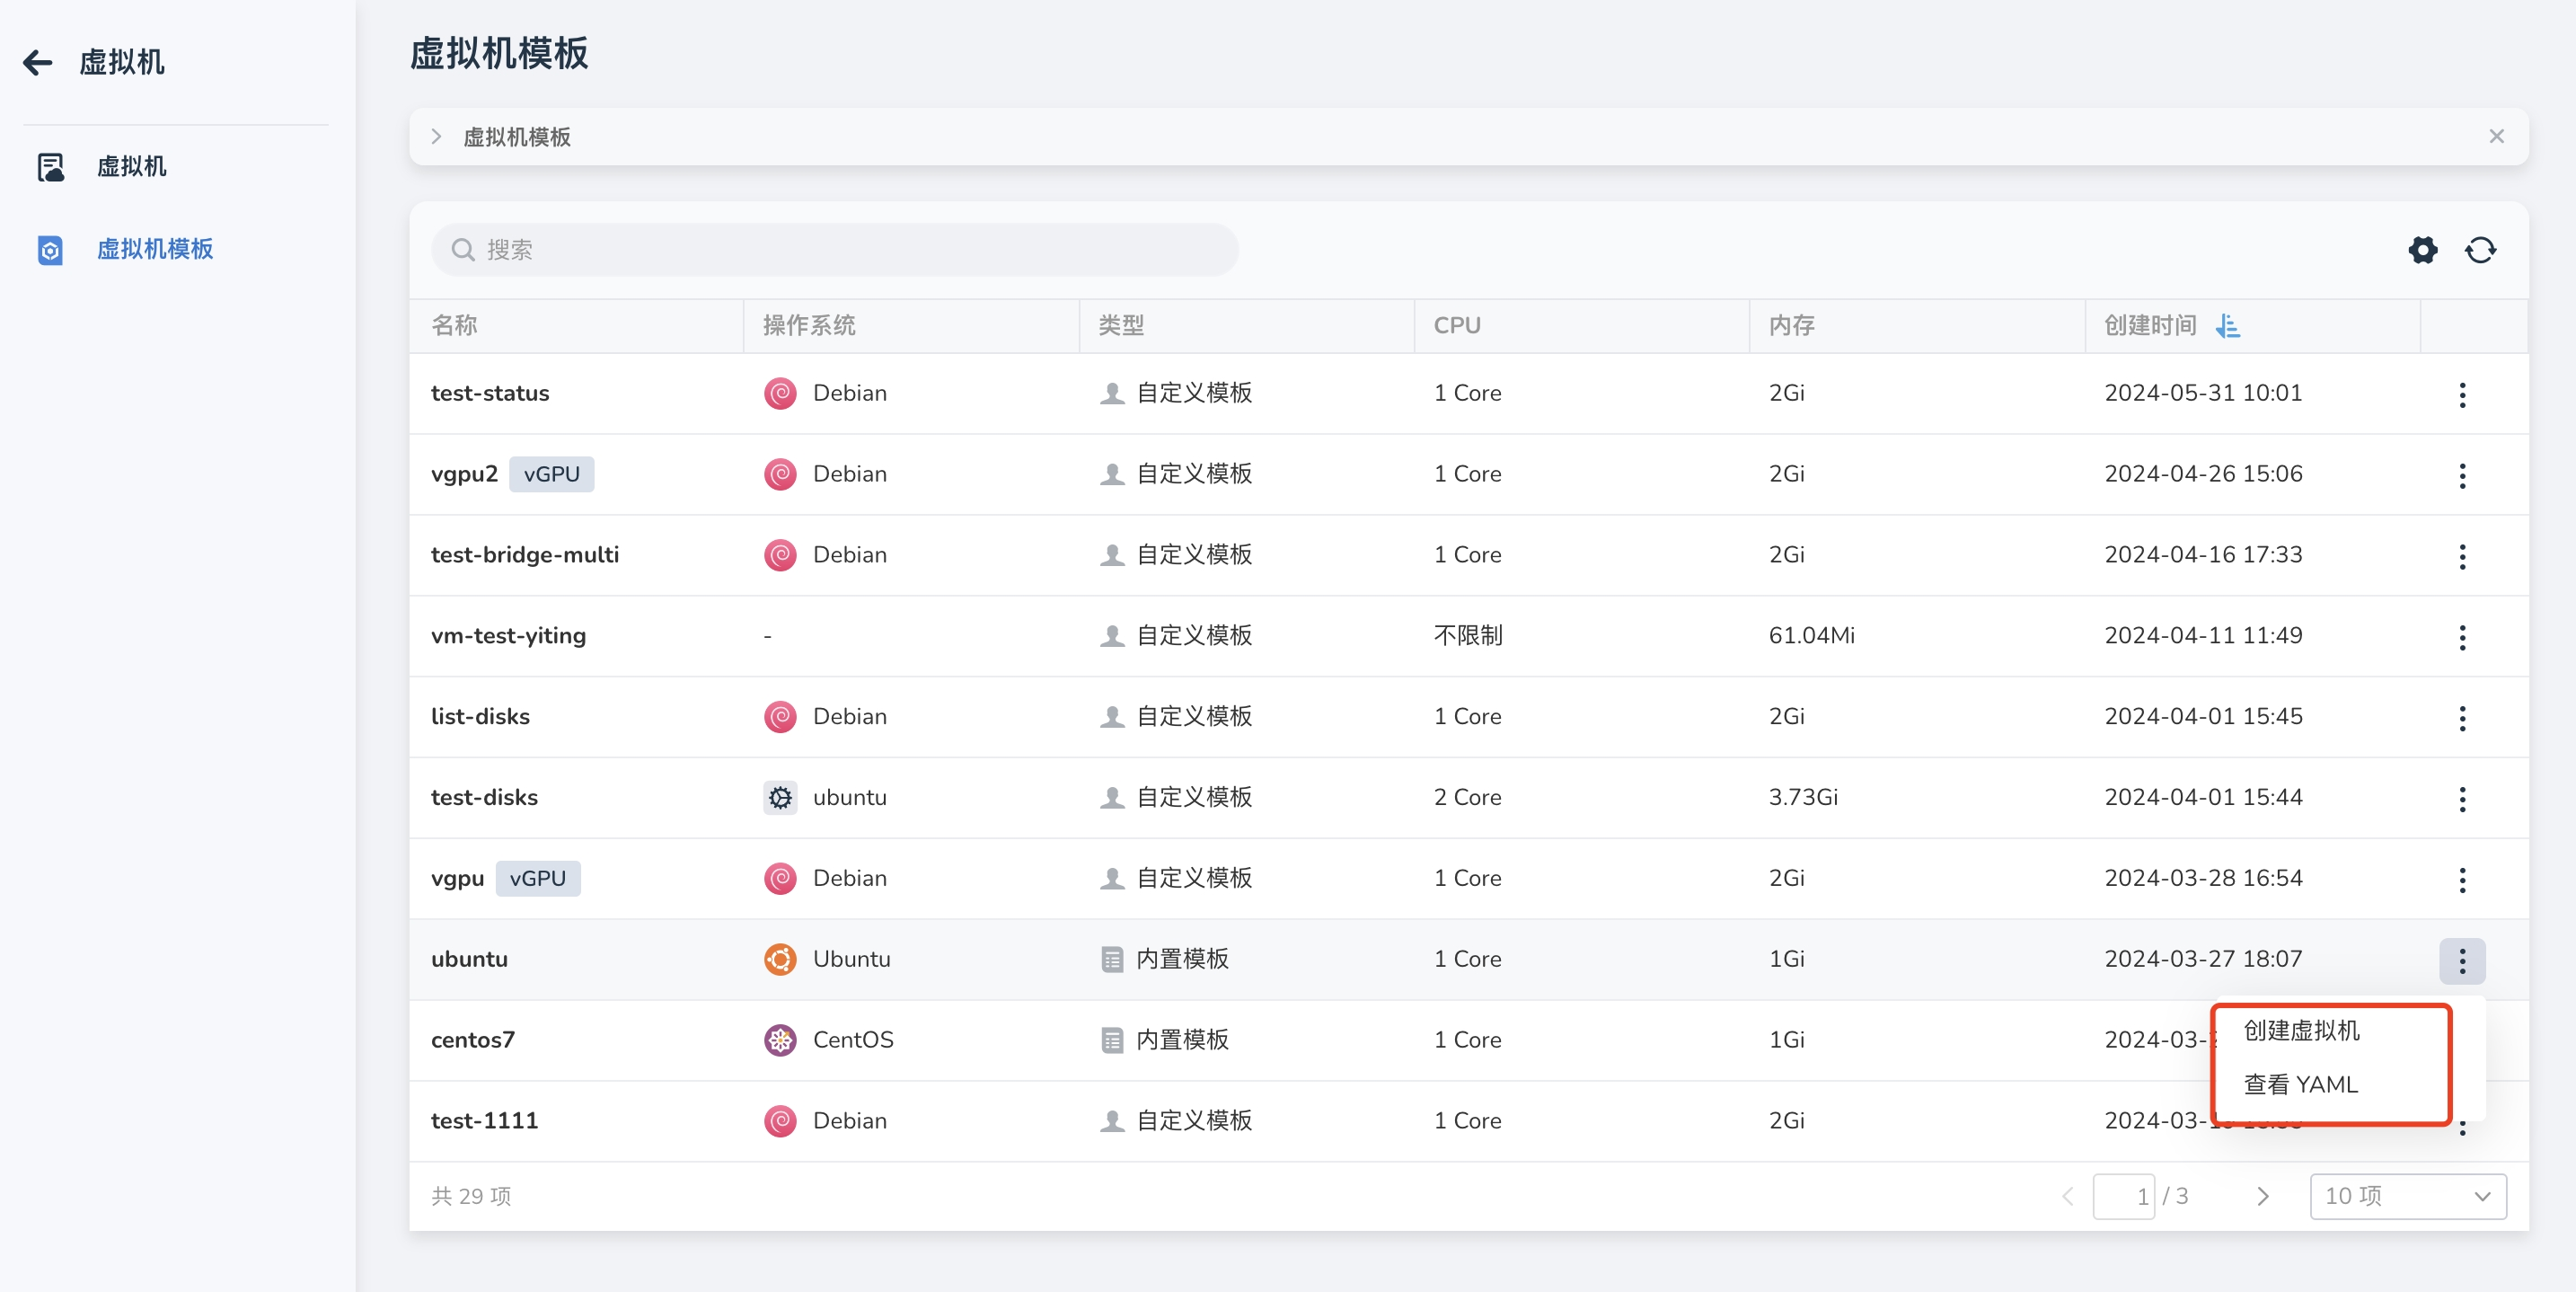 虚拟机
虚拟机
虚拟机模板
虚拟机模板
虚拟机模板
搜索
名称 操作系统 类型 CPU 内存 创建时间
test-status Debian 自定义模板 1 Core 2Gi 2024-05-31 10:01
vgpu2 vGPU Debian 自定义模板 1 Core 2Gi 2024-04-26 15:06
test-bridge-multi Debian 自定义模板 1 Core 2Gi 2024-04-16 17:33
vm-test-yiting - 自定义模板 不限制 61.04Mi 2024-04-11 11:49
list-disks Debian 自定义模板 1 Core 2Gi 2024-04-01 15:45
test-disks ubuntu 自定义模板 2 Core 3.73Gi 2024-04-01 15:44
vgpu vGPU Debian 自定义模板 1 Core 2Gi 2024-03-28 16:54
ubuntu Ubuntu 内置模板 1 Core 1Gi 2024-03-27 18:07
centos7 CentOS 内置模板 1 Core 1Gi 2024-03-
创建虚拟机
查看 YAML
test-1111 Debian 自定义模板 1 Core 2Gi 2024-03-
共 29 项 1 / 3 10 项